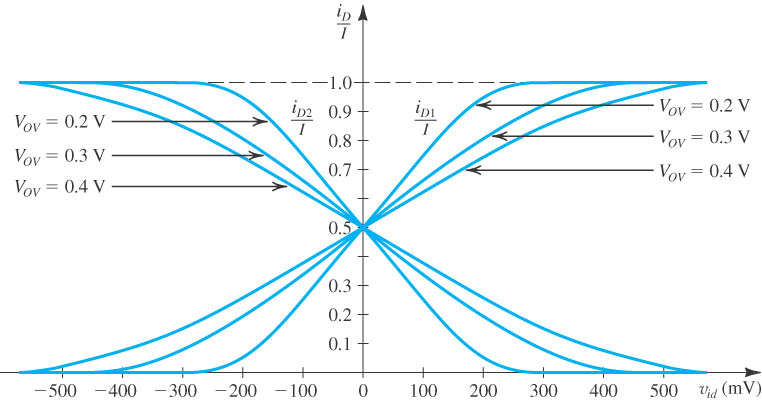 i_D
I
1.0
i_D2
I
i_D1
I
0.9
0.8
0.7
0.5
0.3
0.2
0.1
V_OV = 0.2 V
V_OV = 0.3 V
V_OV = 0.4 V
V_OV = 0.2 V
V_OV = 0.3 V
V_OV = 0.4 V
−500 −400 −300 −200 −100 0 100 200 300 400 500 v_id (mV)